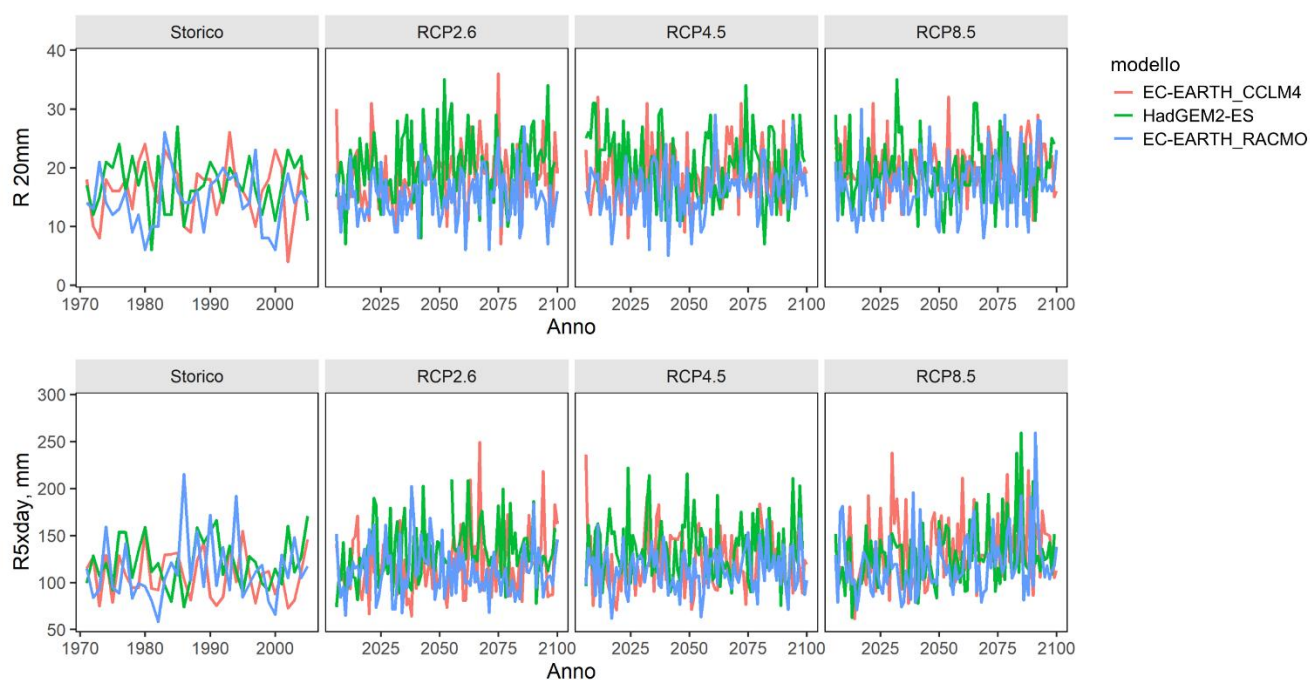 Storico RCP2.6 RCP4.5 RCP8.5
40
30
20
10
0
R 20mm
1970 1980 1990 2000 2025 2050 2075 2100 2025 2050 2075 2100 2025 2050 2075 2100
Anno
modello
EC-EARTH_CCLM4
HadGEM2-ES
EC-EARTH_RACMO
Storico RCP2.6 RCP4.5 RCP8.5
300
250
200
150
100
50
R5xday, mm
1970 1980 1990 2000 2025 2050 2075 2100 2025 2050 2075 2100 2025 2050 2075 2100
Anno